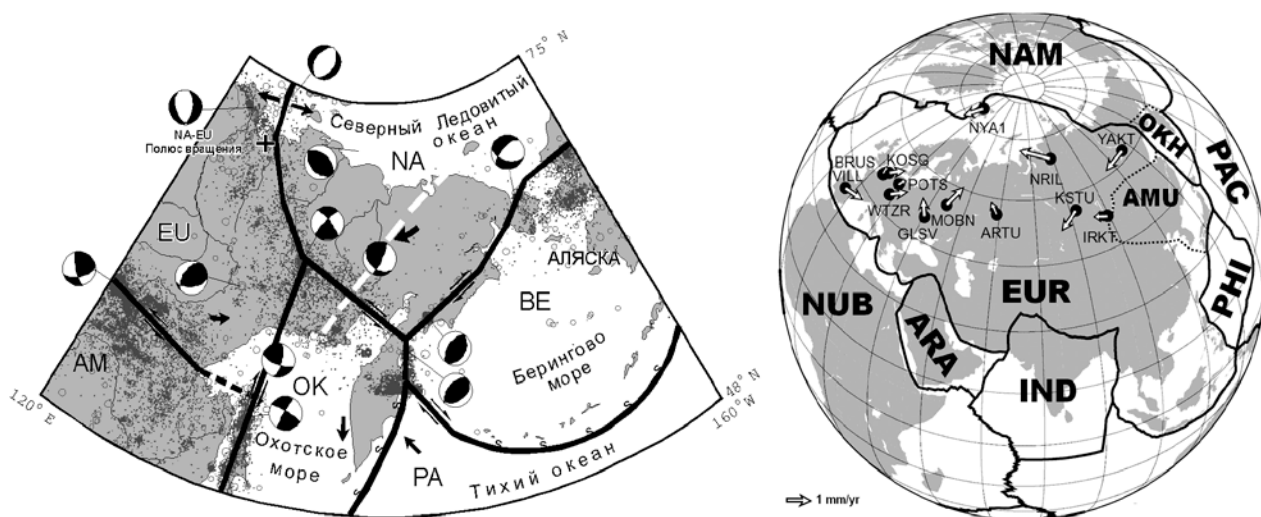 75° N
NA-EU
Полюс вращения
Северный Ледовитый
океан
NA
EU
АЛЯСКА
BE
AM
OK
Берингово
море
120° E
Охотское
море
PA
Тихий океан
48° N
160° W
S
S
S
S
S
S
NAM
NYA1
OKH
YAKT
PAC
BRUS
KOSG
VILL
POTS
NRIL
WTZR
MOBN
KSTU
AMU
GLSV
ARTU
IRKT
NUB
EUR
PHI
ARA
IND
1 mm/yr